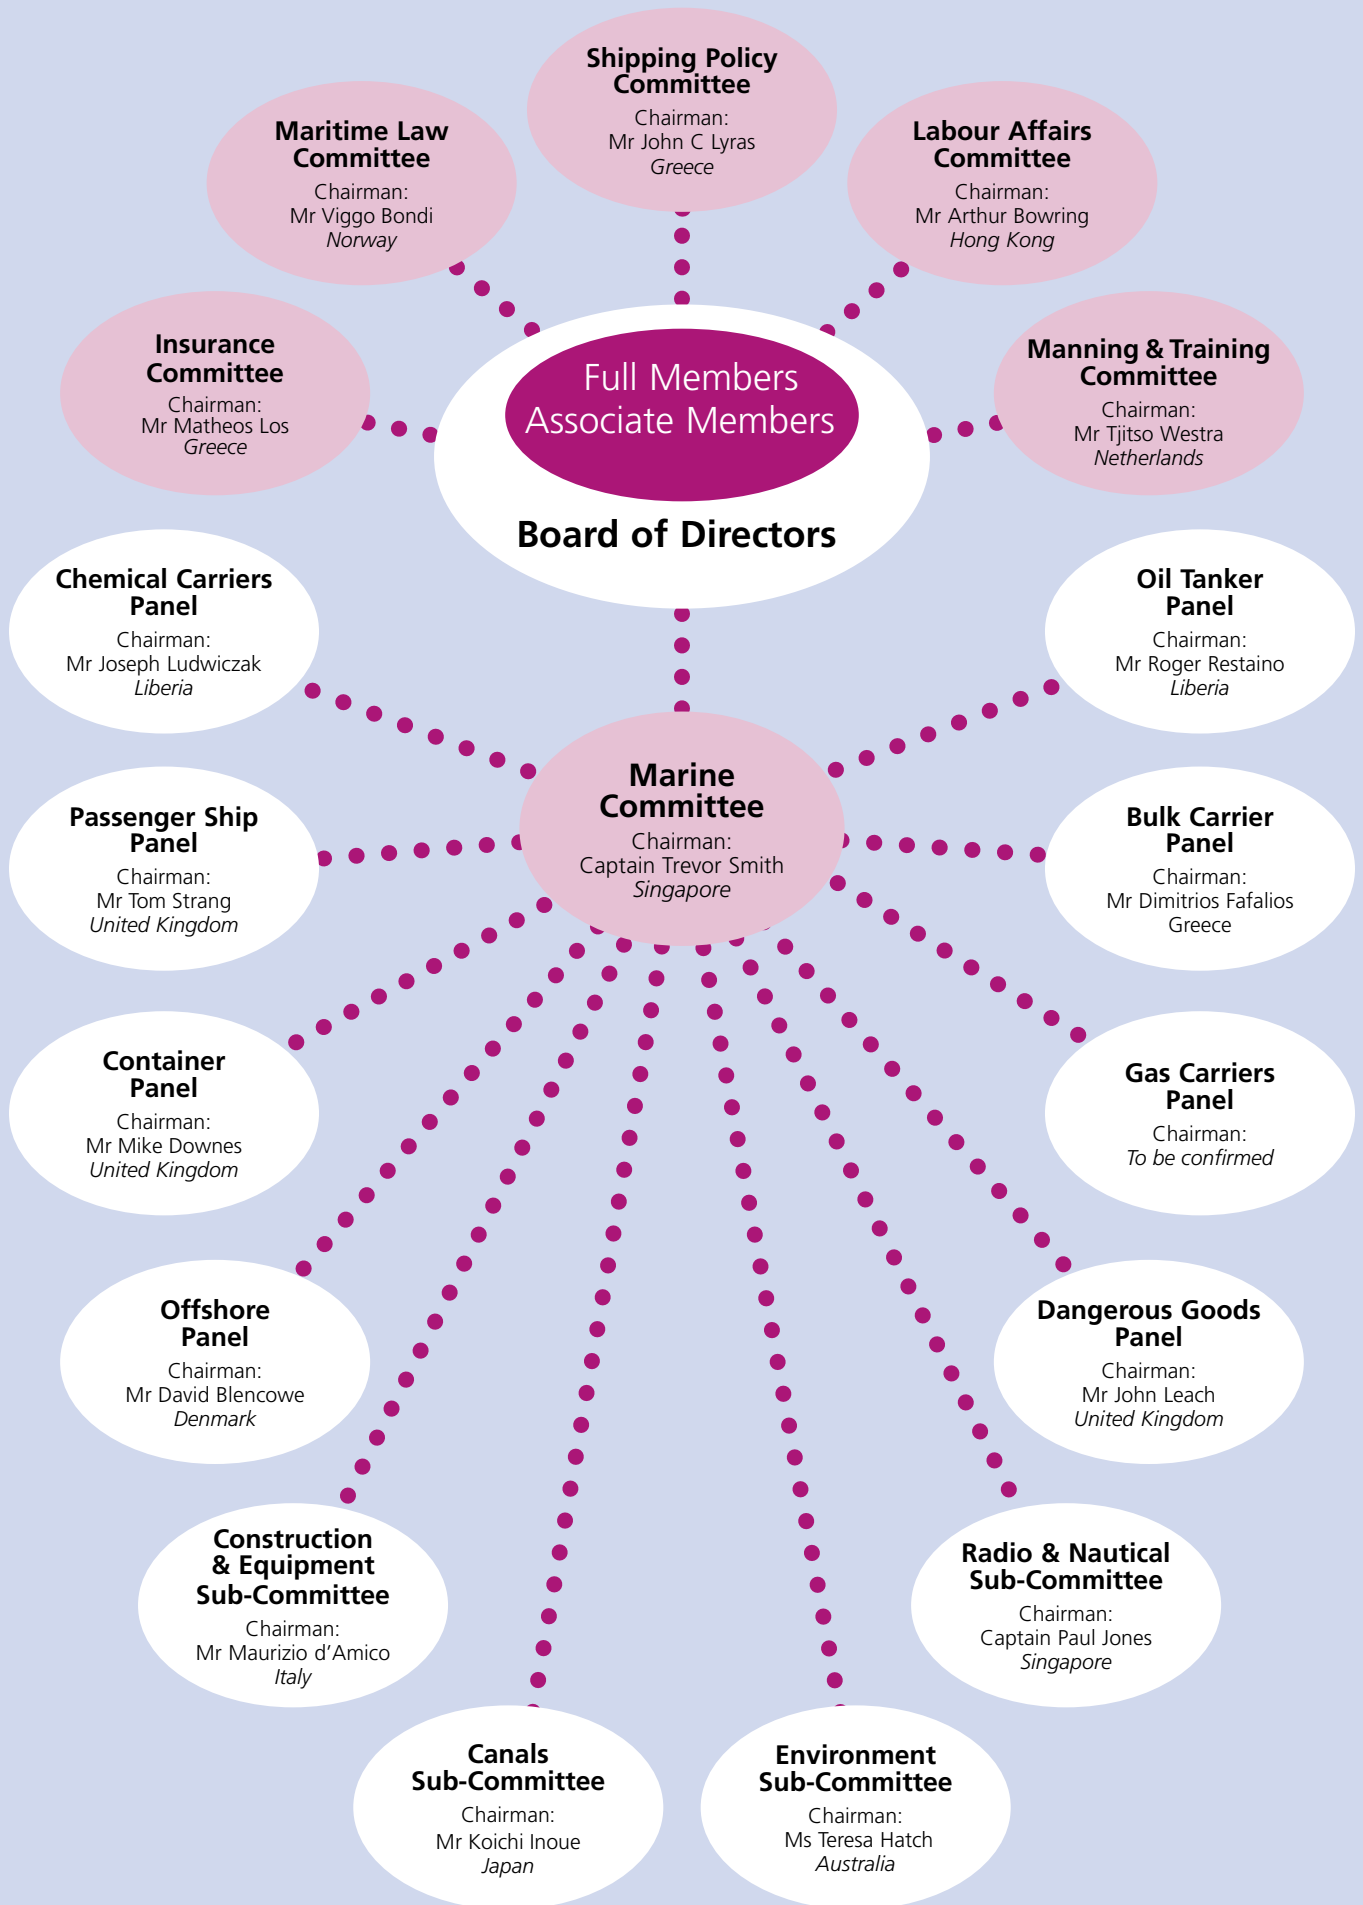 Shipping Policy
Committee
Chairman:
Mr John C Lyras
Greece
Maritime Law
Committee
Chairman:
Mr Viggo Bondi
Norway
Labour Affairs
Committee
Chairman:
Mr Arthur Bowring
Hong Kong
Insurance
Committee
Chairman:
Mr Matheos Los
Greece
Full Members
Associate Members
Board of Directors
Manning & Training
Committee
Chairman:
Mr Tjitso Westra
Netherlands
Chemical Carriers
Panel
Chairman:
Mr Joseph Ludwiczak
Liberia
Oil Tanker
Panel
Chairman:
Mr Roger Restaino
Liberia
Marine
Committee
Chairman:
Captain Trevor Smith
Singapore
Passenger Ship
Panel
Chairman:
Mr Tom Strang
United Kingdom
Bulk Carrier
Panel
Chairman:
Mr Dimitrios Fafalios
Greece
Container
Panel
Chairman:
Mr Mike Downes
United Kingdom
Gas Carriers
Panel
Chairman:
To be confirmed
Offshore
Panel
Chairman:
Mr David Blencowe
Denmark
Dangerous Goods
Panel
Chairman:
Mr John Leach
United Kingdom
Construction
& Equipment
Sub-Committee
Chairman:
Mr Maurizio d’Amico
Italy
Radio & Nautical
Sub-Committee
Chairman:
Captain Paul Jones
Singapore
Canals
Sub-Committee
Chairman:
Mr Koichi Inoue
Japan
Environment
Sub-Committee
Chairman:
Ms Teresa Hatch
Australia